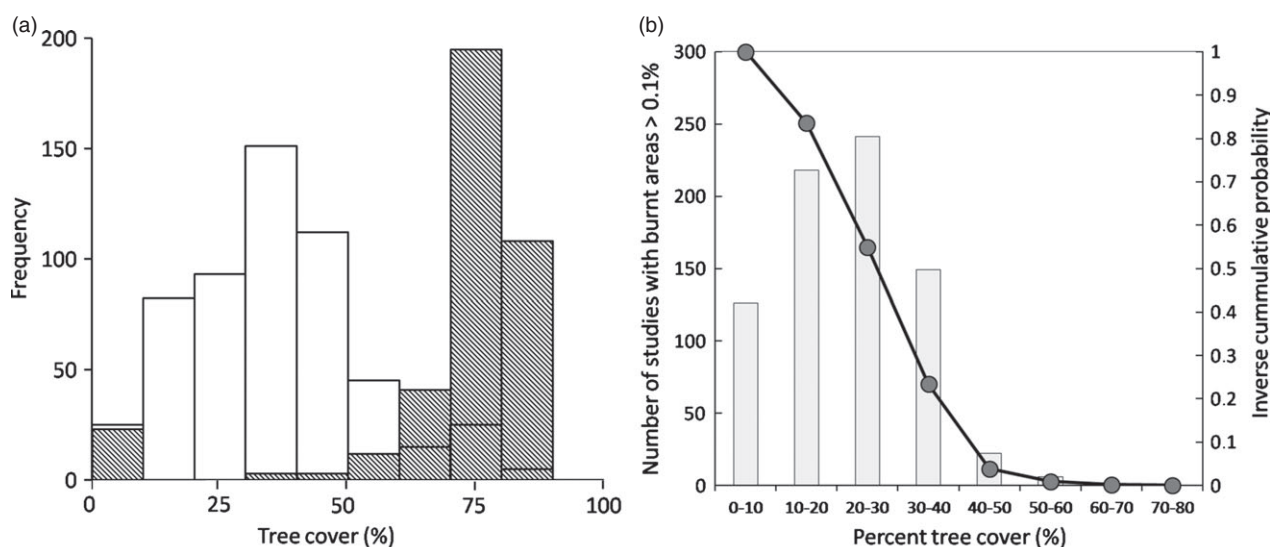 (a)
200
150
100
50
0
Frequency
0 25 50 75 100
Tree cover (%)
(b)
300
250
200
150
100
50
0
Number of studies with burnt areas > 0.1%
1
0.9
0.8
0.7
0.6
0.5
0.4
0.3
0.2
0.1
0
Inverse cummulative probability
0-10 10-20 20-30 30-40 40-50 50-60 60-70 70-80
Percent tree cover (%)